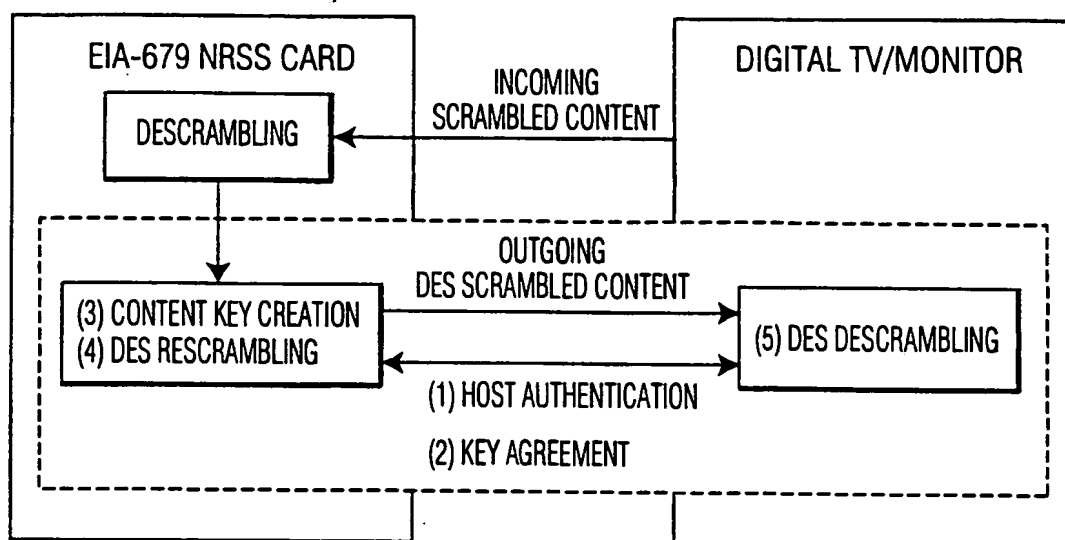 EIA-679 NRSS CARD
DIGITAL TV/MONITOR
INCOMING
SCRAMBLED CONTENT
DESCRAMBLING
OUTGOING
DES SCRAMBLED CONTENT
(3) CONTENT KEY CREATION
(4) DES RESCRAMBLING
(5) DES DESCRAMBLING
(1) HOST AUTHENTICATION
(2) KEY AGREEMENT